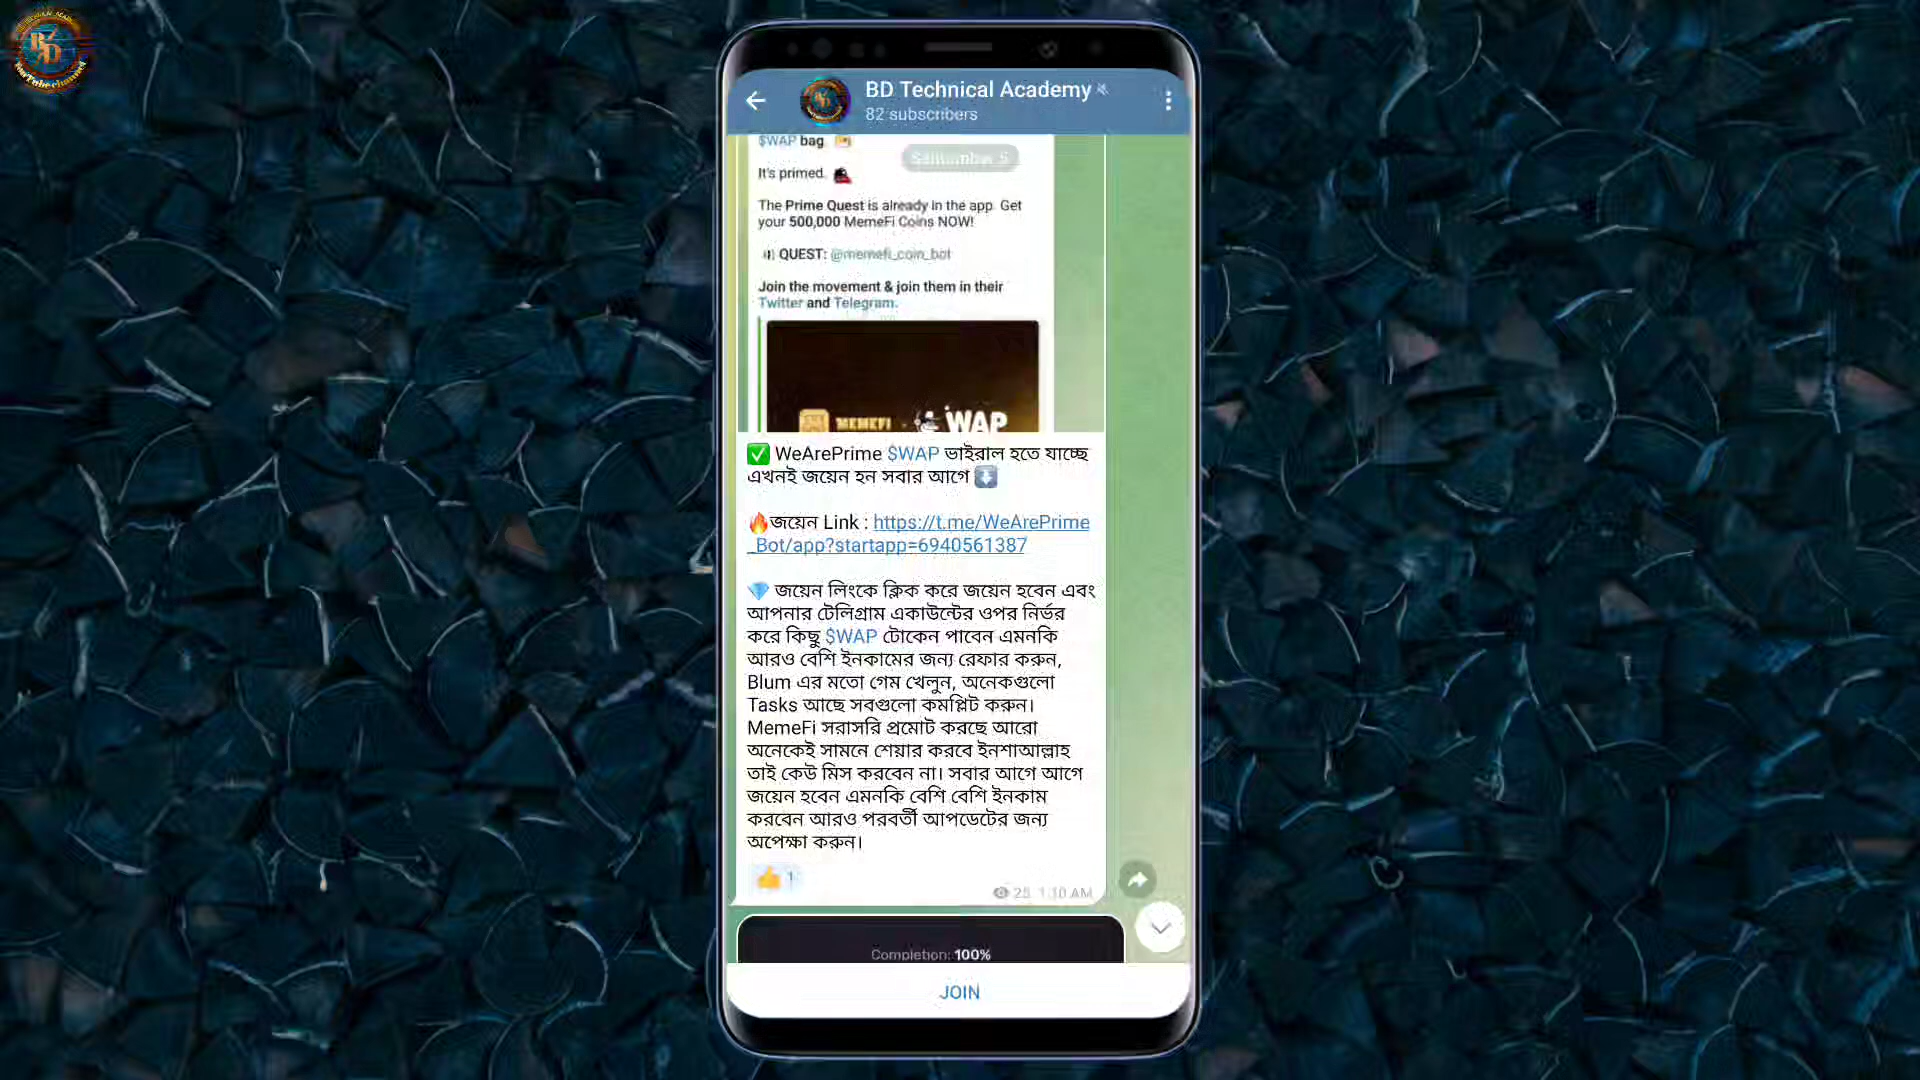 BD Technical Academy
82 subscribers
$WAP bag
It's primed.
The Prime Quest is already in the app. Get
your 500,000 MemeFi Coins NOW!
QUEST: @memefi_coin_bot
Join the movement & join them in their
Twitter and Telegram.
MEMEFI WAP
✅ WeArePrime $WAP ভাইরাল হতে যাচ্ছে
এখনই জয়েন হন সবার আগে ⬇️
🔥জয়েন Link : https://t.me/WeArePrime
_Bot/app?startapp=6940561387
💎 জয়েন লিংকে ক্লিক করে জয়েন হবেন এবং
আপনার টেলিগ্রাম একাউন্টের ওপর নির্ভর
করে কিছু $WAP টোকেন পাবেন এমনকি
আরও বেশি ইনকামের জন্য রেফার করুন,
Blum এর মতো গেম খেলুন, অনেকগুলো
Tasks আছে সবগুলো কমপ্লিট করুন।
MemeFi সরাসরি প্রমোট করছে আরো
অনেকেই সামনে শেয়ার করবে ইনশাআল্লাহ
তাই কেউ মিস করবেন না। সবার আগে আগে
জয়েন হবেন এমনকি বেশি বেশি ইনকাম
করবেন আরও পরবর্তী আপডেটের জন্য
অপেক্ষা করুন।
👍 1
25 1:10 AM
Completion: 100%
JOIN